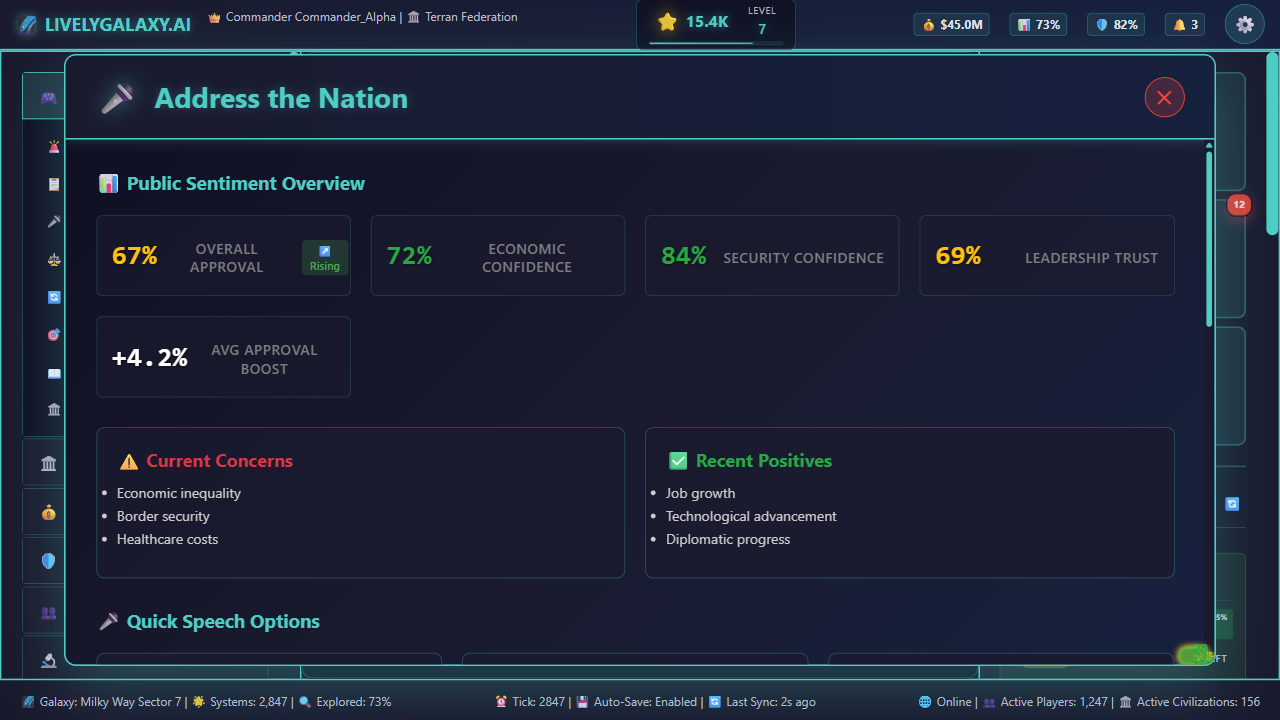 LIVELYGALAXY.AI
Commander Commander_Alpha | Terran Federation
15.4K
LEVEL
7
$45.0M
73%
82%
3
Address the Nation
12
Public Sentiment Overview
67%
OVERALL
APPROVAL
Rising
72%
ECONOMIC
CONFIDENCE
84%
SECURITY CONFIDENCE
69%
LEADERSHIP TRUST
+4.2%
AVG APPROVAL
BOOST
Current Concerns
• Economic inequality
• Border security
• Healthcare costs
Recent Positives
• Job growth
• Technological advancement
• Diplomatic progress
Quick Speech Options
Galaxy: Milky Way Sector 7 | Systems: 2,847 | Explored: 73%
Tick: 2847 | Auto-Save: Enabled | Last Sync: 2s ago
Online | Active Players: 1,247 | Active Civilizations: 156